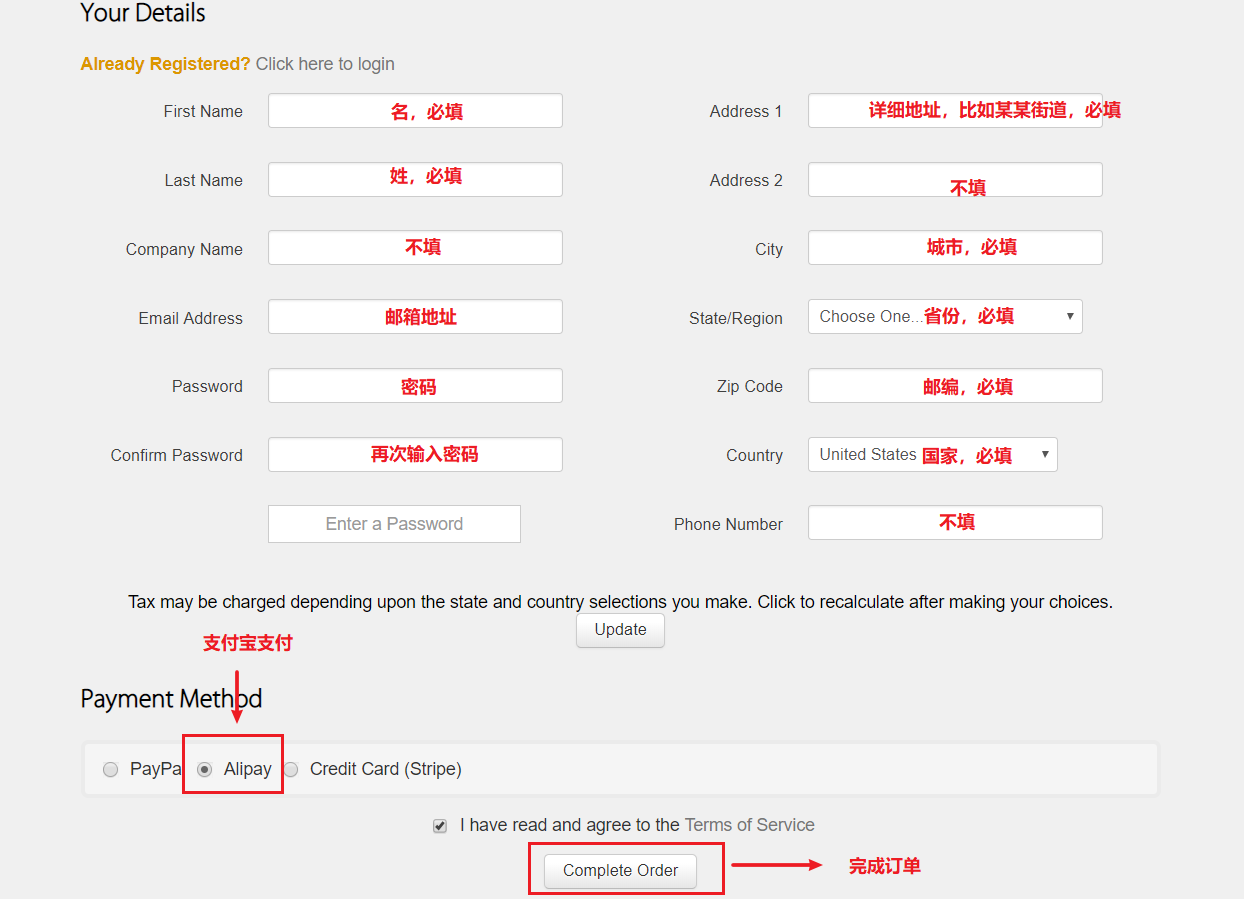 Your Details
Already Registered? Click here to login
First Name 名，必填
Address 1 详细地址，比如某某街道，必填
Last Name 姓，必填
Address 2 不填
Company Name 不填
City 城市，必填
Email Address 邮箱地址
State/Region Choose One...省份，必填
Password 密码
Zip Code 邮编，必填
Confirm Password 再次输入密码
Country United States 国家，必填
Enter a Password
Phone Number 不填
Tax may be charged depending upon the state and country selections you make. Click to recalculate after making your choices.
Update
支付宝支付
Payment Method
PayPa Alipay Credit Card (Stripe)
I have read and agree to the Terms of Service
Complete Order 完成订单